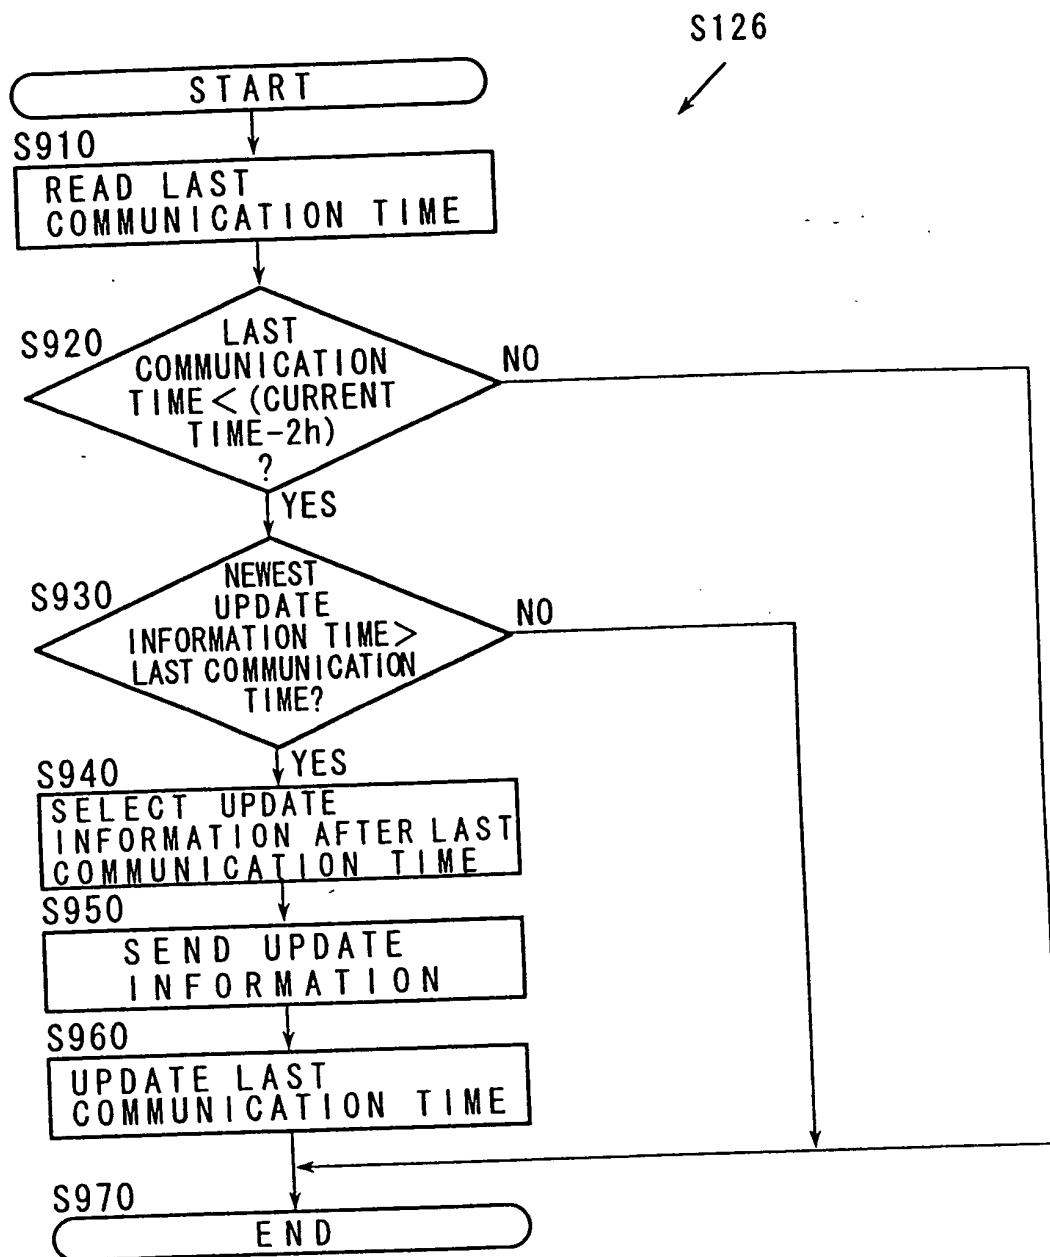 S126
START
S910
READ LAST
COMMUNICATION TIME
S920
LAST
COMMUNICATION
TIME < (CURRENT
TIME-2h)
?
NO
YES
S930
NEWEST
UPDATE
INFORMATION TIME>
LAST COMMUNICATION
TIME?
NO
YES
S940
SELECT UPDATE
INFORMATION AFTER LAST
COMMUNICATION TIME
S950
SEND UPDATE
INFORMATION
S960
UPDATE LAST
COMMUNICATION TIME
S970
END